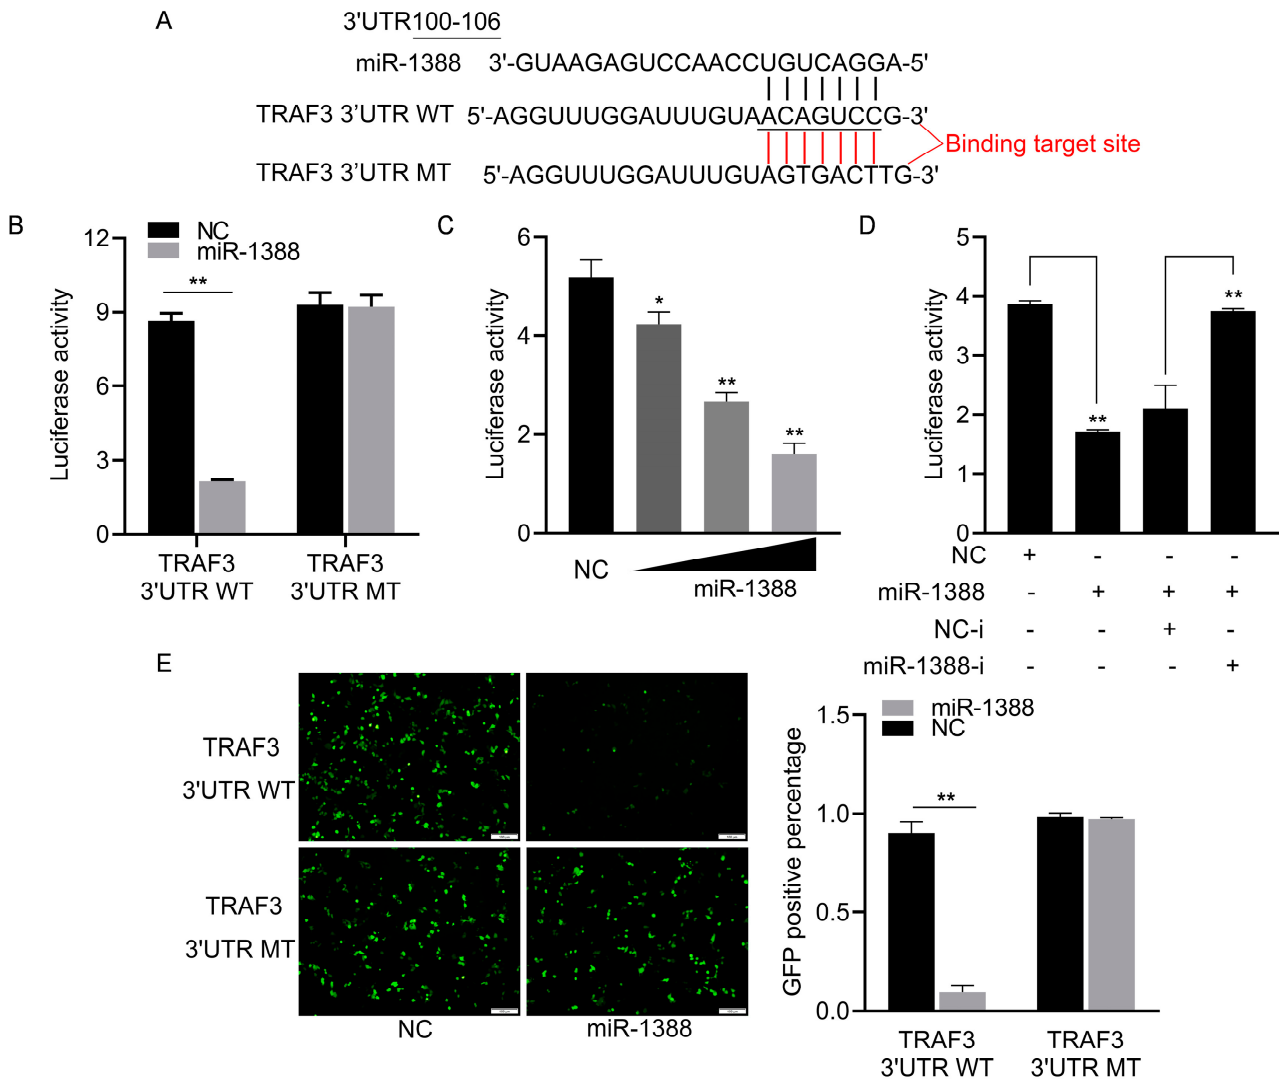 A
3'UTR100-106
miR-1388 3'-GUAAGAGUCCAACCUGUCAGGA-5'
TRAF3 3’UTR WT 5'-AGGUUUGGAUUUGUAACAGUCCG-3'
Binding target site
TRAF3 3’UTR MT 5'-AGGUUUGGAUUUGUAGTGACTTG-3'
B
NC
miR-1388
12
9
6
3
0
Luciferase activity
**
TRAF3
3'UTR WT
TRAF3
3'UTR MT
C
6
4
2
0
Luciferase activity
*
**
**
NC
miR-1388
D
5
4
3
2
1
0
Luciferase activity
**
**
NC + - - -
miR-1388 - + + +
NC-i - - + -
miR-1388-i - - - +
E
TRAF3
3'UTR WT
TRAF3
3'UTR MT
NC
miR-1388
miR-1388
NC
1.5
1.0
0.5
0.0
GFP positive percentage
**
TRAF3
3'UTR WT
TRAF3
3'UTR MT